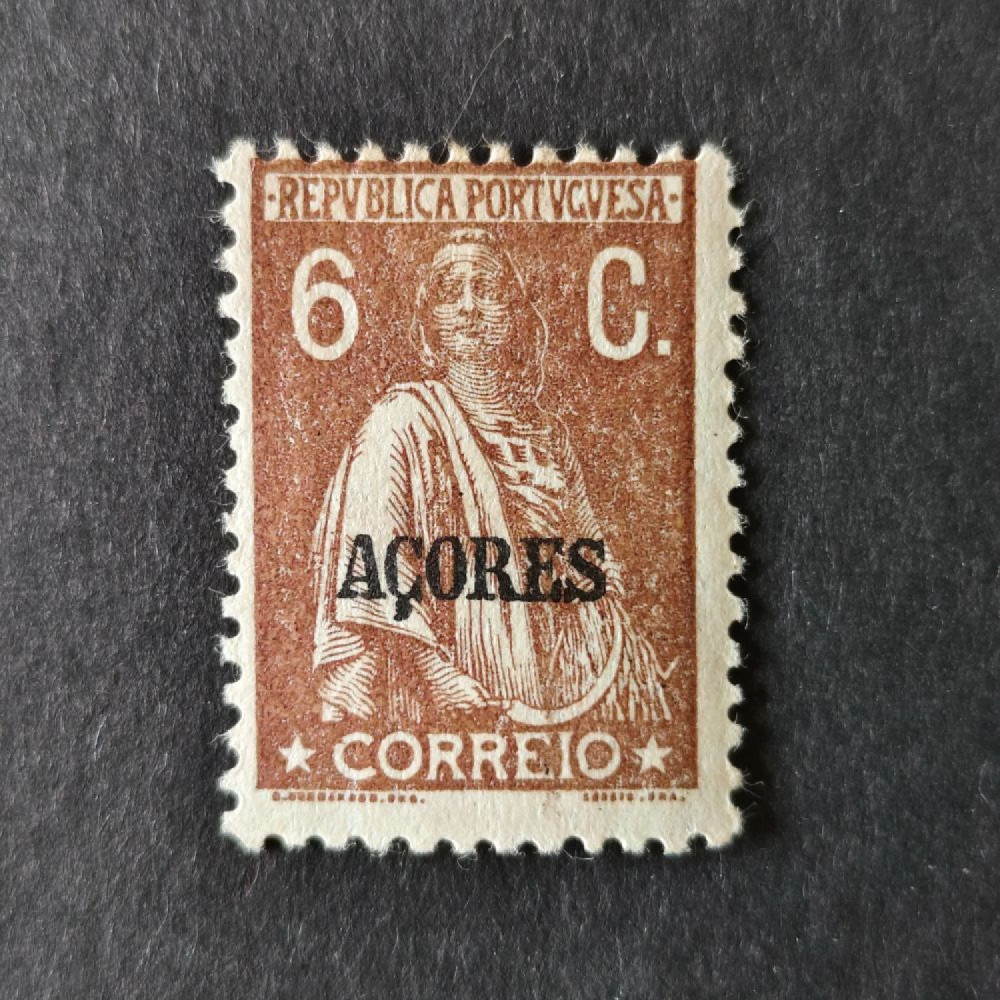 ·REPVBLICA PORTVGVESA·
6 C.
AÇORES
★ CORREIO ★